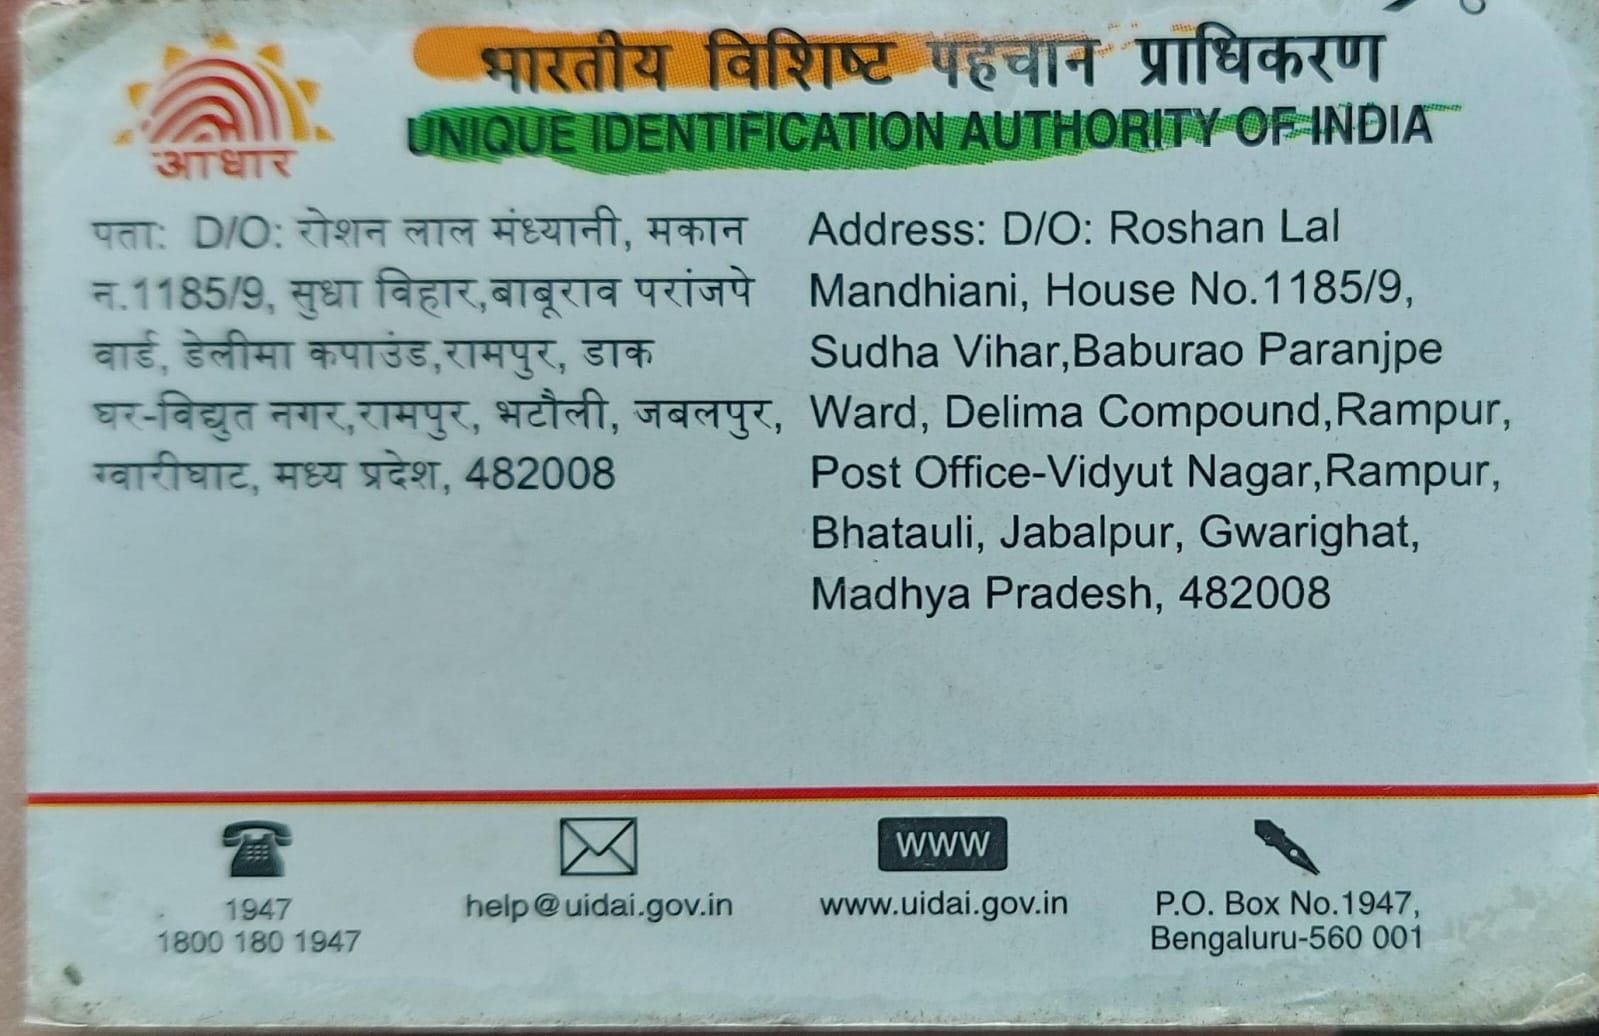 भारतीय विशिष्ट पहचान प्राधिकरण
UNIQUE IDENTIFICATION AUTHORITY OF INDIA
आधार
पता: D/O: रोशन लाल मंध्यानी, मकान
न.1185/9, सुधा विहार,बाबूराव परांजपे
वार्ड, डेलीमा कपाउंड,रामपुर, डाक
घर-विद्युत नगर,रामपुर, भटौली, जबलपुर,
ग्वारीघाट, मध्य प्रदेश, 482008
Address: D/O: Roshan Lal
Mandhiani, House No.1185/9,
Sudha Vihar,Baburao Paranjpe
Ward, Delima Compound,Rampur,
Post Office-Vidyut Nagar,Rampur,
Bhatauli, Jabalpur, Gwarighat,
Madhya Pradesh, 482008
1947
1800 180 1947
help@uidai.gov.in
www
www.uidai.gov.in
P.O. Box No.1947,
Bengaluru-560 001